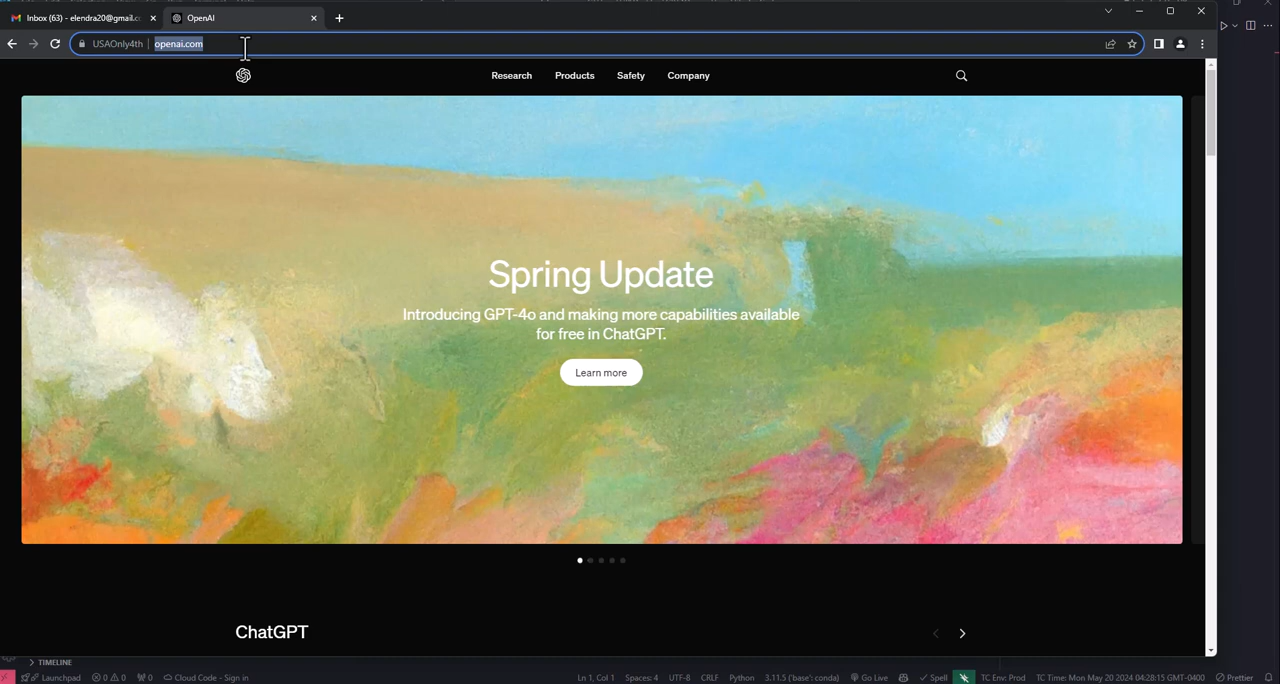 Inbox (63) - elendra20@gmail.c
OpenAI
USAOnly4th
openai.com
Research
Products
Safety
Company
Spring Update
Introducing GPT-4o and making more capabilities available
for free in ChatGPT.
Learn more
ChatGPT
TIMELINE
Launchpad
0
0
0
Cloud Code - Sign in
Ln 1, Col 1
Spaces: 4
UTF-8
CRLF
Python
3.11.5 ('base': conda)
Go Live
Spell
TC Env: Prod
TC Time: Mon May 20 2024 04:28:15 GMT-0400
Prettier